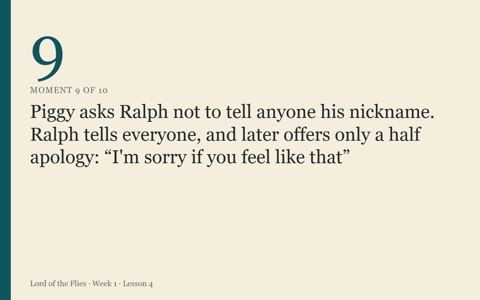 9
MOMENT 9 OF 10
Piggy asks Ralph not to tell anyone his nickname.
Ralph tells everyone, and later offers only a half
apology: “I'm sorry if you feel like that”
Lord of the Flies · Week 1 · Lesson 4